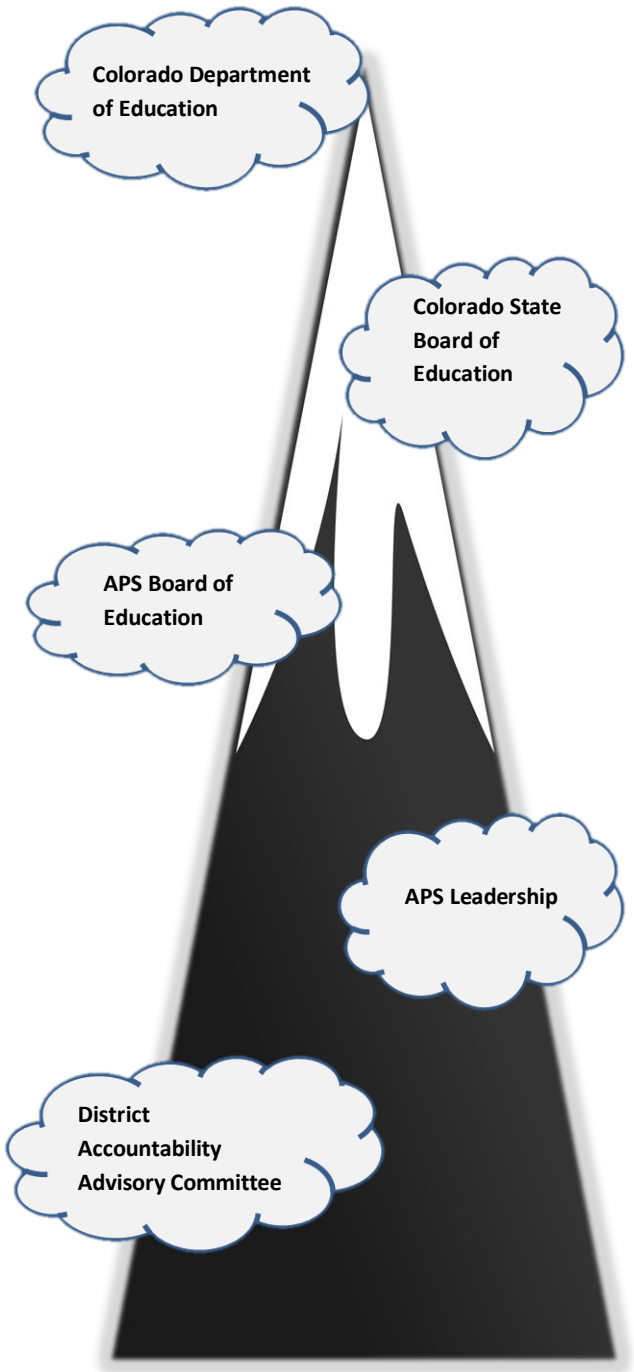 Colorado Department
of Education
Colorado State
Board of
Education
APS Board of
Education
APS Leadership
District
Accountability
Advisory Committee